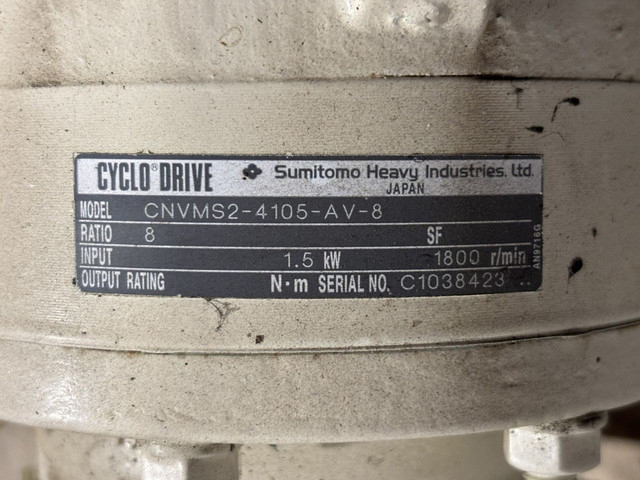 CYCLO® DRIVE Sumitomo Heavy Industries, Ltd.
JAPAN
MODEL CNVMS2-4105-AV-8
RATIO 8 SF
INPUT 1.5 kW 1800 r/min
OUTPUT RATING N·m SERIAL NO. C1038423
AN9716G